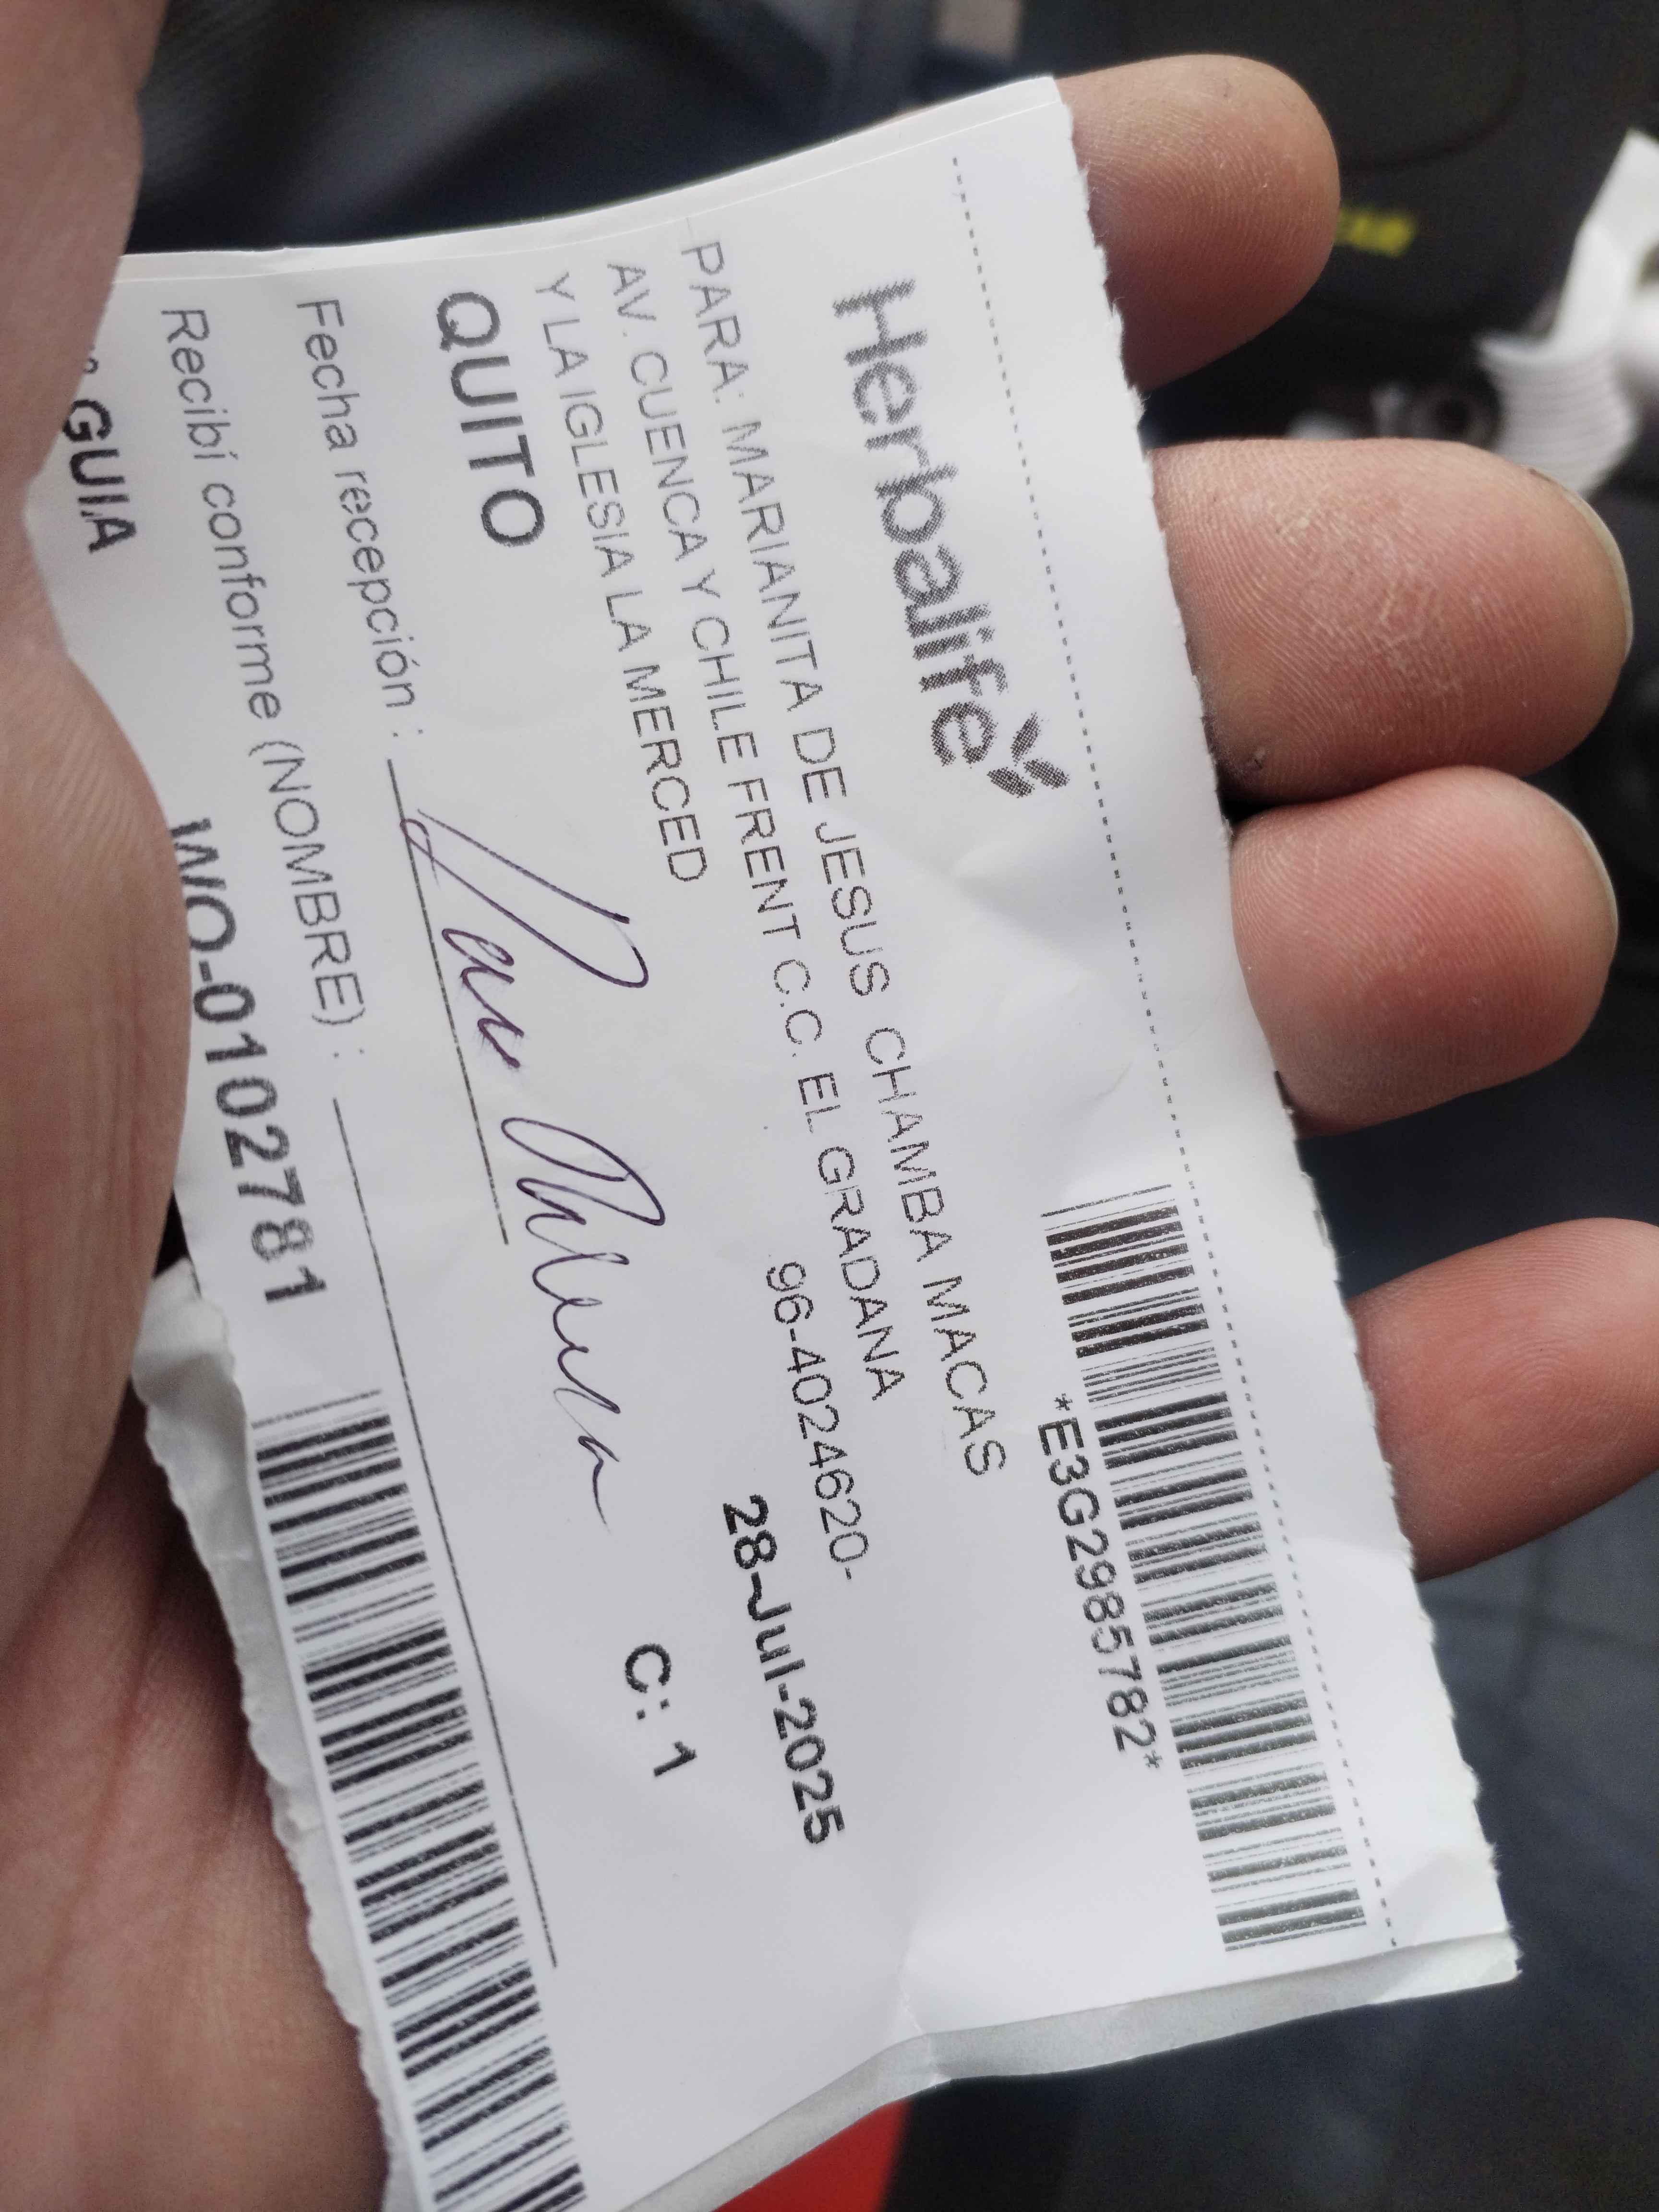 *E3G2985782*
Herbalife
PARA: MARIANITA DE JESUS CHAMBA MACAS
AV. CUENCA Y CHILE FRENT C.C. EL GRADANA
Y LA IGLESIA LA MERCED
96-4024620-
QUITO
28-Jul-2025
Fecha recepción :
C: 1
Recibí conforme (NOMBRE) :
GUIA
WO-0102781